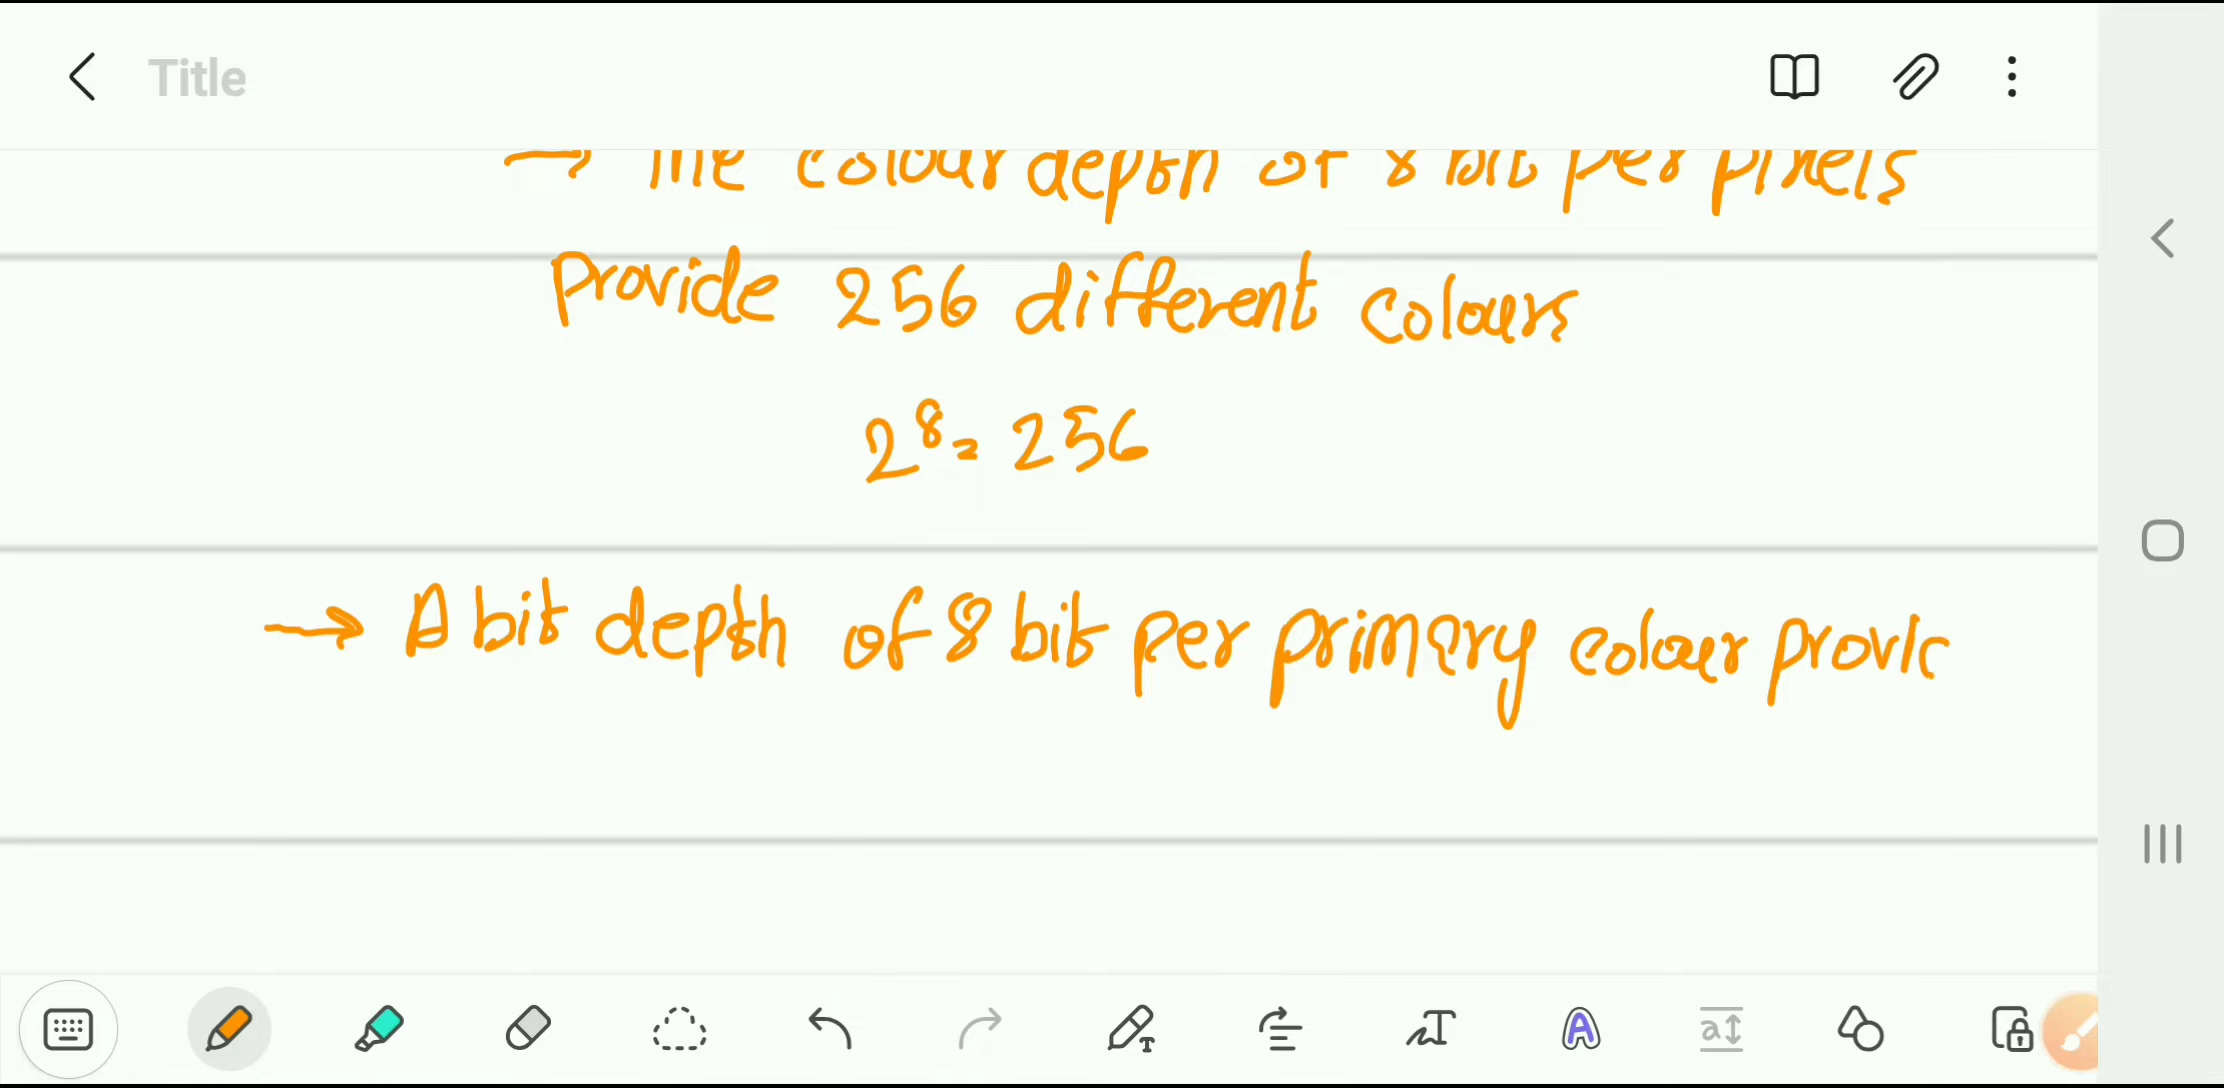 Title
→ The colour depth of 8 bit per pixels
Provide 256 different colours
2⁸ = 256
→ A bit depth of 8 bit per primary colour provic